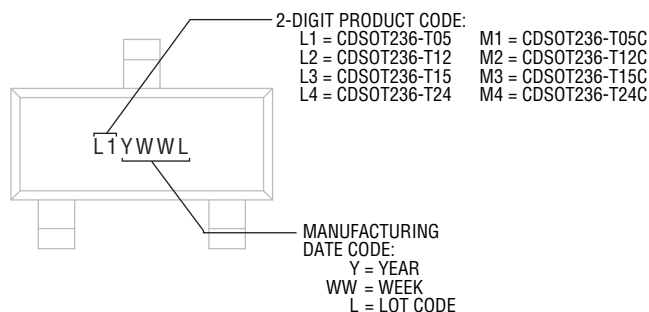 2-DIGIT PRODUCT CODE:
L1 = CDSOT236-T05 M1 = CDSOT236-T05C
L2 = CDSOT236-T12 M2 = CDSOT236-T12C
L3 = CDSOT236-T15 M3 = CDSOT236-T15C
L4 = CDSOT236-T24 M4 = CDSOT236-T24C
L1YWWL
MANUFACTURING
DATE CODE:
Y = YEAR
WW = WEEK
L = LOT CODE